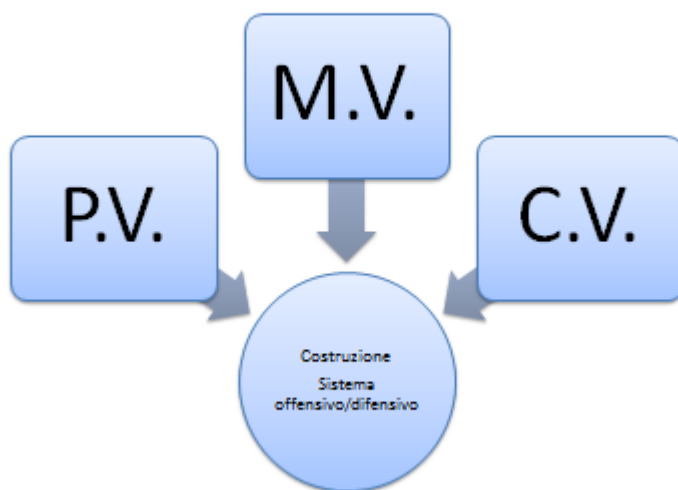 M.V.
P.V.
C.V.
Costruzione
Sistema
offensivo/difensivo